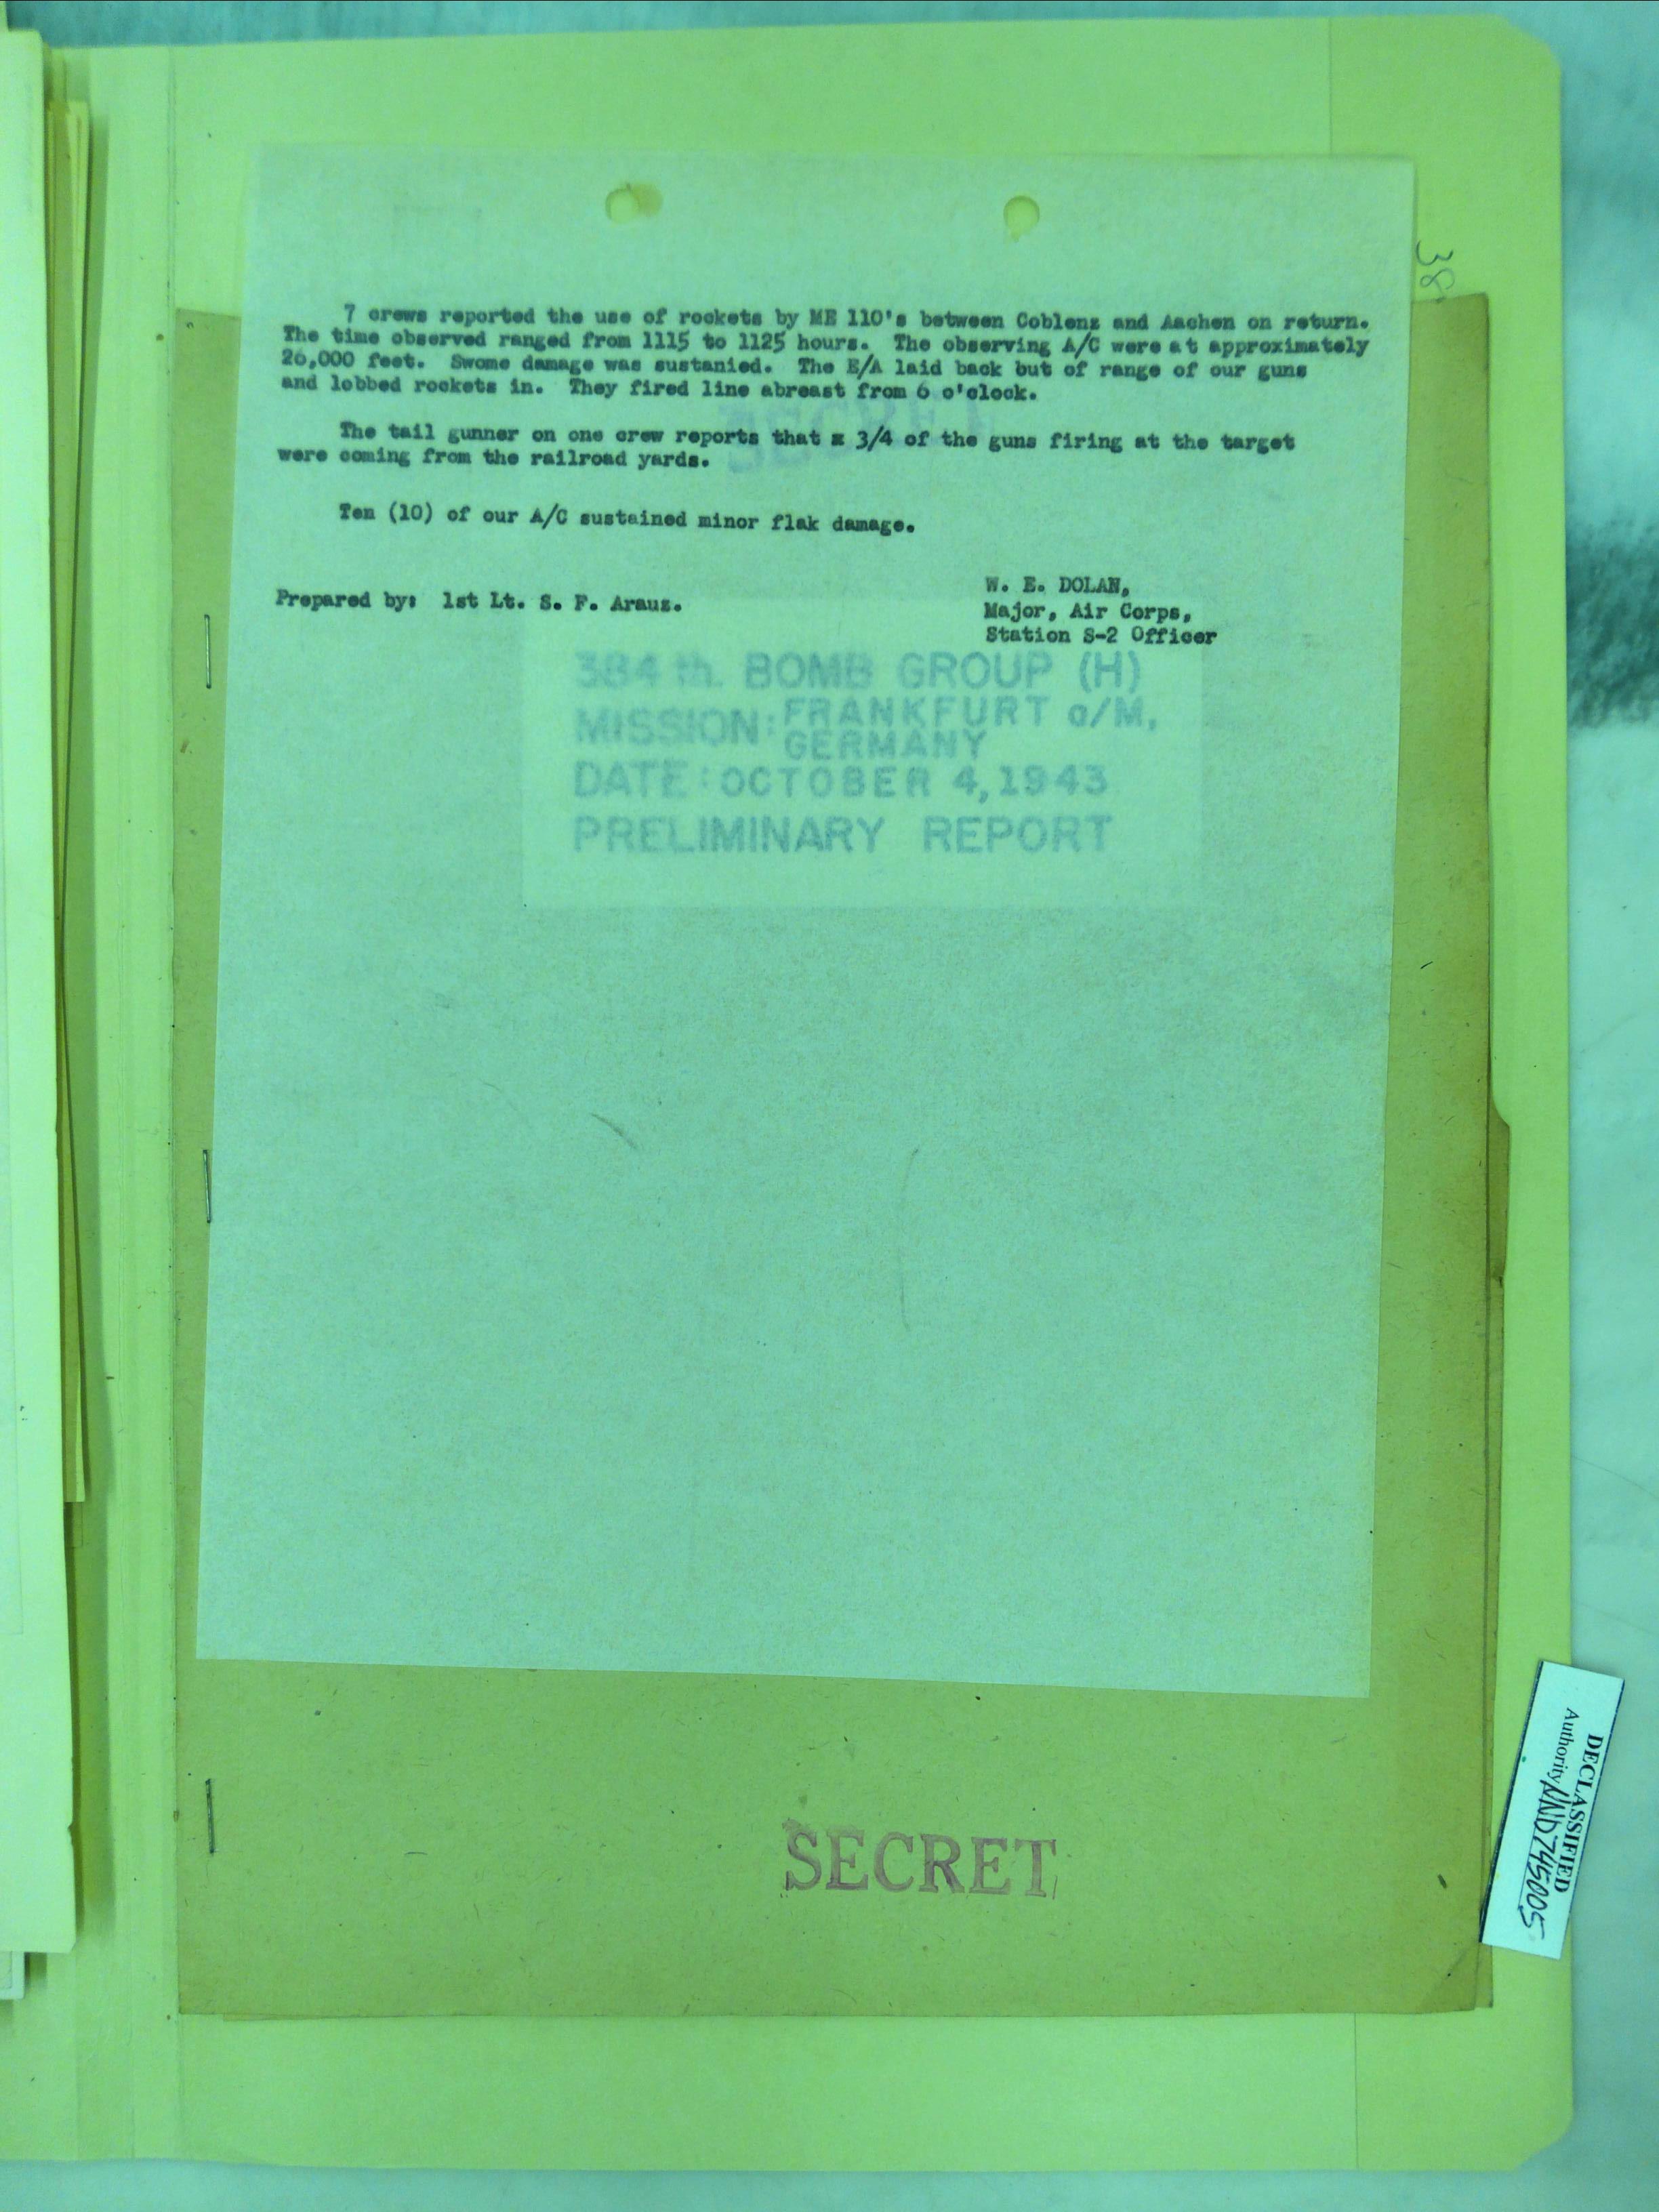 38
7 crews reported the use of rockets by ME 110's between Coblenz and Aachen on return.
The time observed ranged from 1115 to 1125 hours. The observing A/C were at approximately
26,000 feet. Swome damage was sustanied. The E/A laid back but of range of our guns
and lobbed rockets in. They fired line abreast from 6 o'clock.
SECRET
The tail gunner on one crew reports that x 3/4 of the guns firing at the target
were coming from the railroad yards.
Ten (10) of our A/C sustained minor flak damage.
Prepared by: 1st Lt. S. F. Arauz.
W. E. DOLAN,
Major, Air Corps,
Station S-2 Officer
384 th. BOMB GROUP (H)
MISSION: FRANKFURT a/M,
GERMANY
DATE: OCTOBER 4, 1943
PRELIMINARY REPORT
SECRET
DECLASSIFIED
Authority NND745005